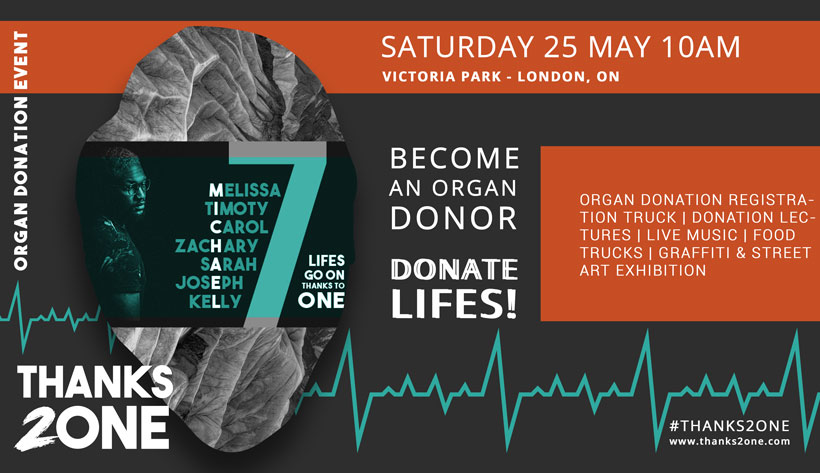 ORGAN DONATION EVENT
SATURDAY 25 MAY 10AM
VICTORIA PARK - LONDON, ON
MELISSA
TIMOTY
CAROL
ZACHARY
SARAH
JOSEPH
KELLY
7
LIFES
GO ON
THANKS TO
ONE
BECOME
AN ORGAN
DONOR
DONATE
LIFES!
ORGAN DONATION REGISTRA-
TION TRUCK | DONATION LEC-
TURES | LIVE MUSIC | FOOD
TRUCKS | GRAFFITI & STREET
ART EXHIBITION
THANKS
2ONE
#THANKS2ONE
www.thanks2one.com